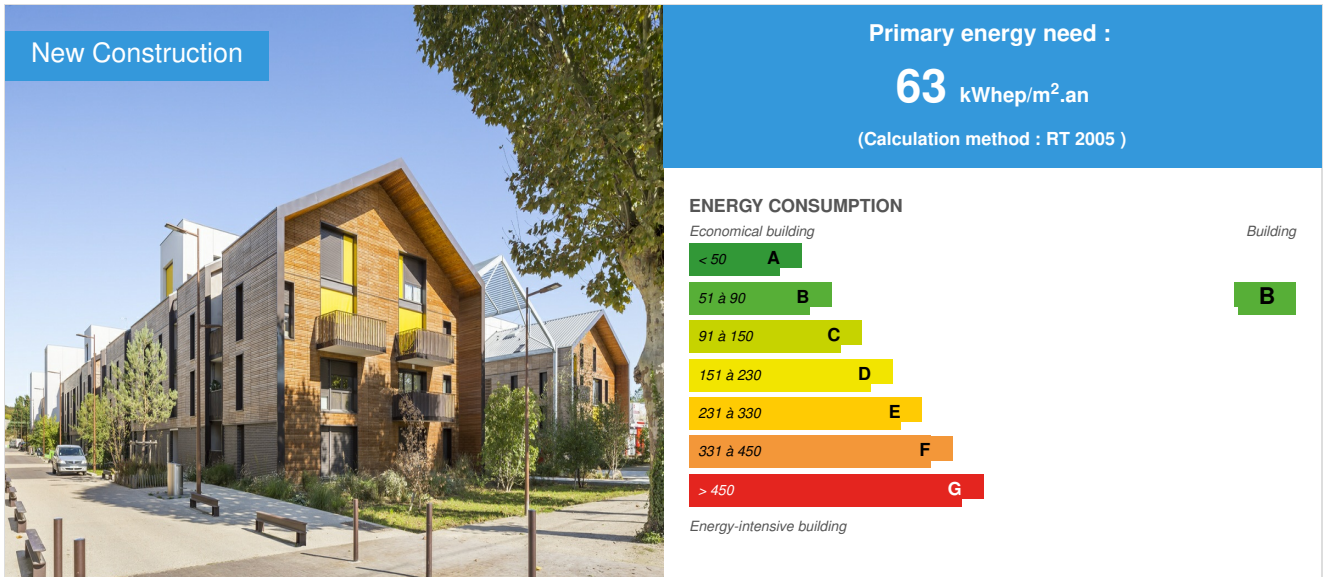 New Construction
Primary energy need :
63 kWhep/m².an
(Calculation method : RT 2005 )
ENERGY CONSUMPTION
Economical building
Building
< 50 A
51 à 90 B
B
91 à 150 C
151 à 230 D
231 à 330 E
331 à 450 F
> 450 G
Energy-intensive building